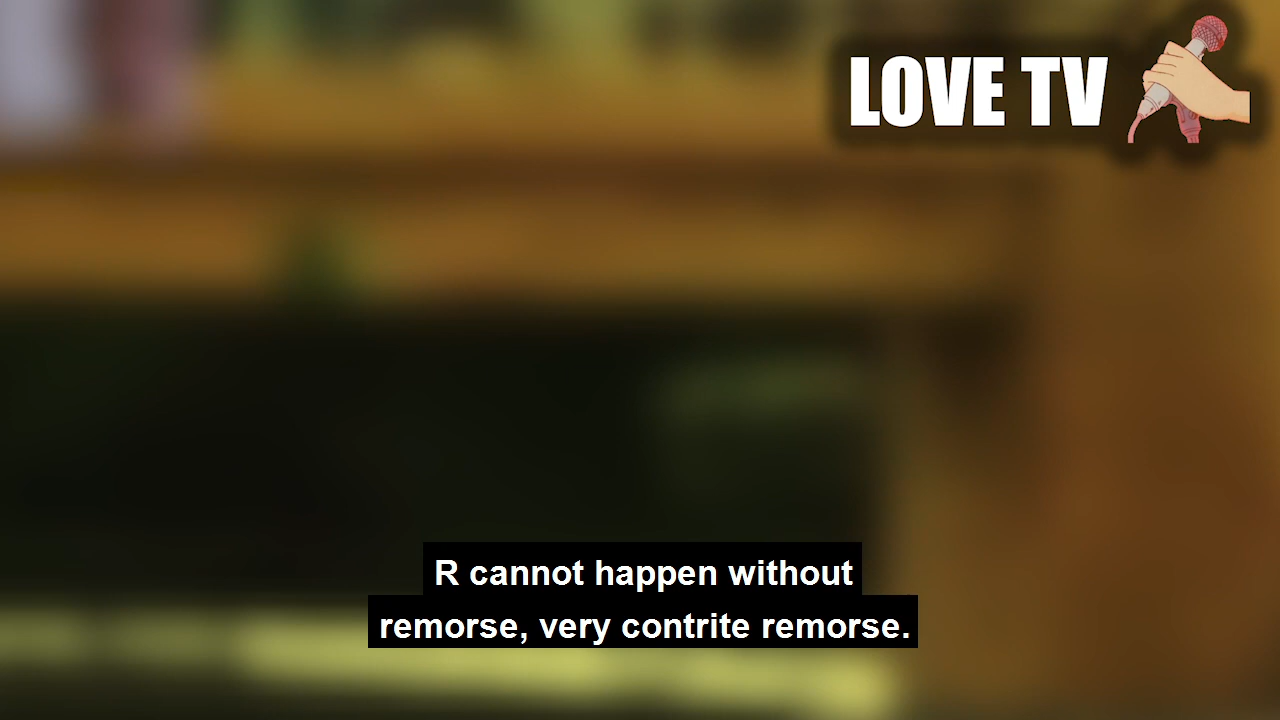 LOVE TV
R cannot happen without
remorse, very contrite remorse.